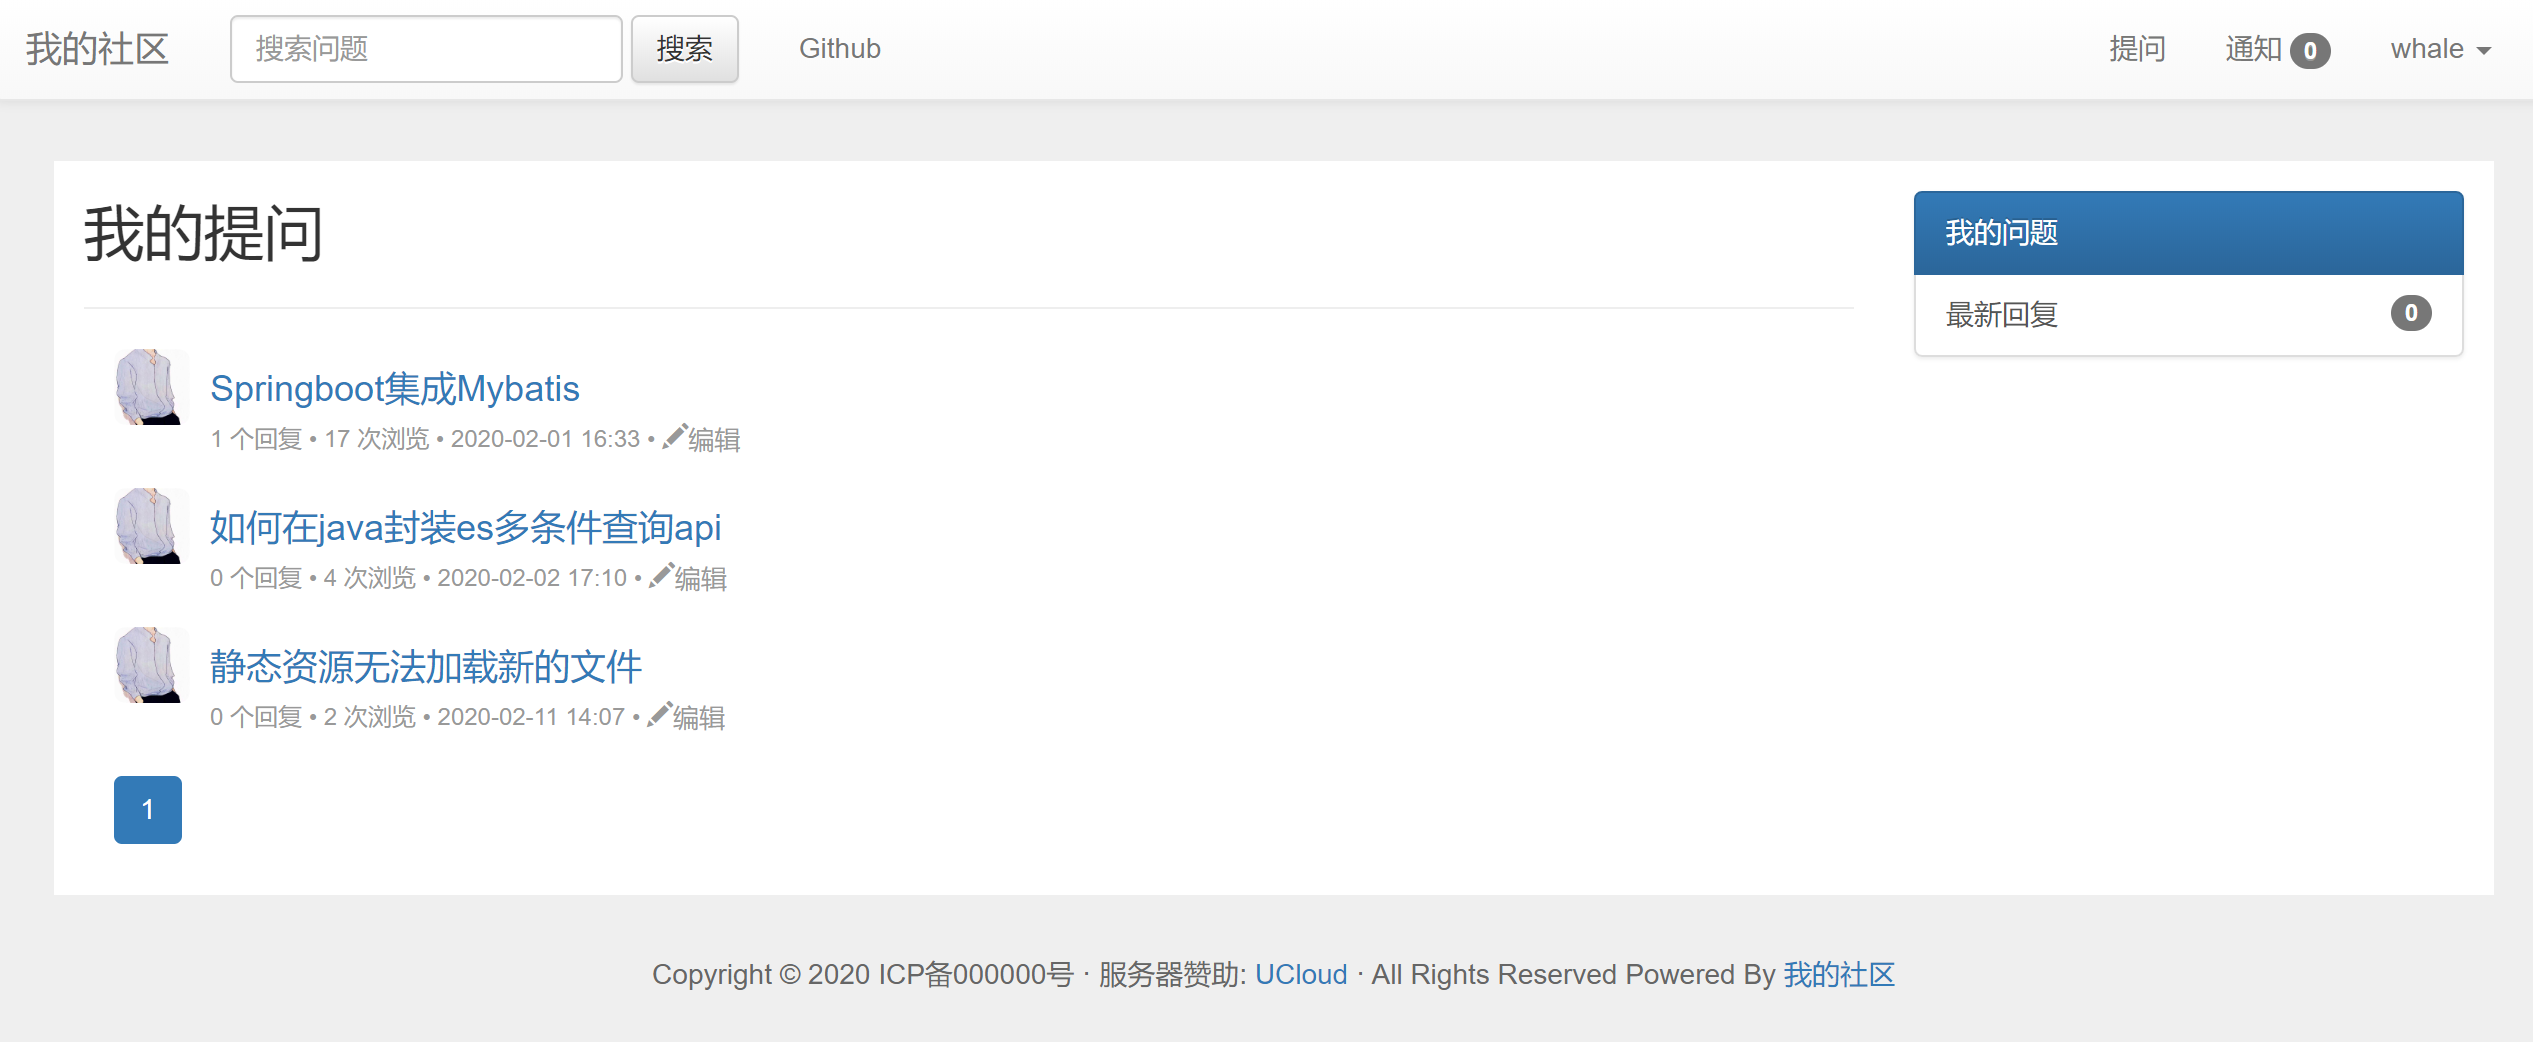 我的社区 搜索问题 搜索 Github 提问 通知 0 whale
我的提问
我的问题
最新回复 0
Springboot集成Mybatis
1 个回复 • 17 次浏览 • 2020-02-01 16:33 • 编辑
如何在java封装es多条件查询api
0 个回复 • 4 次浏览 • 2020-02-02 17:10 • 编辑
静态资源无法加载新的文件
0 个回复 • 2 次浏览 • 2020-02-11 14:07 • 编辑
1
Copyright © 2020 ICP备000000号 · 服务器赞助: UCloud · All Rights Reserved Powered By 我的社区